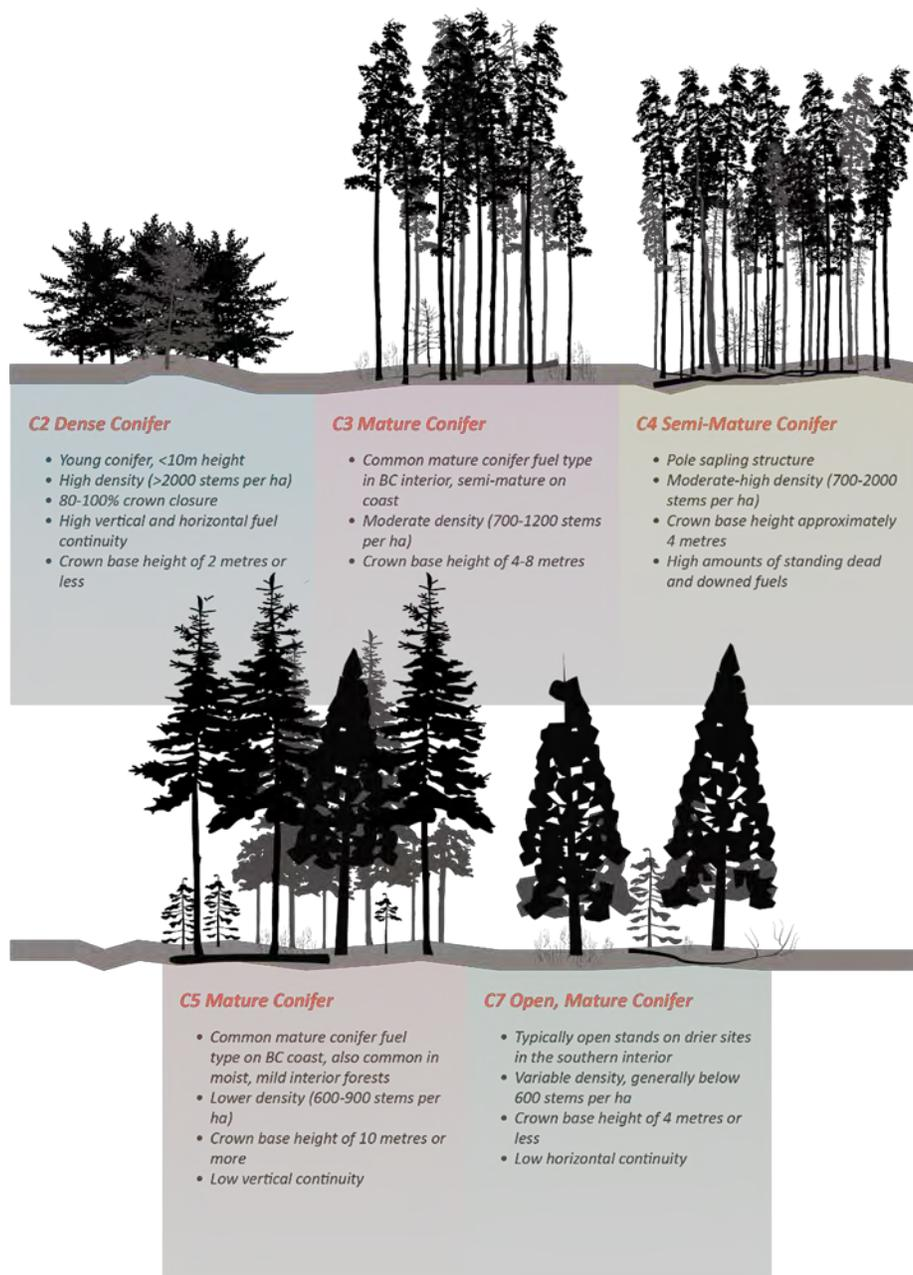 C2 Dense Conifer
• Young conifer, <10m height
• High density (>2000 stems per ha)
• 80-100% crown closure
• High vertical and horizontal fuel
continuity
• Crown base height of 2 metres or
less
C3 Mature Conifer
• Common mature conifer fuel type
in BC interior, semi-mature on
coast
• Moderate density (700-1200 stems
per ha)
• Crown base height of 4-8 metres
C4 Semi-Mature Conifer
• Pole sapling structure
• Moderate-high density (700-2000
stems per ha)
• Crown base height approximately
4 metres
• High amounts of standing dead
and downed fuels
C5 Mature Conifer
• Common mature conifer fuel
type on BC coast, also common in
moist, mild interior forests
• Lower density (600-900 stems per
ha)
• Crown base height of 10 metres or
more
• Low vertical continuity
C7 Open, Mature Conifer
• Typically open stands on drier sites
in the southern interior
• Variable density, generally below
600 stems per ha
• Crown base height of 4 metres or
less
• Low horizontal continuity